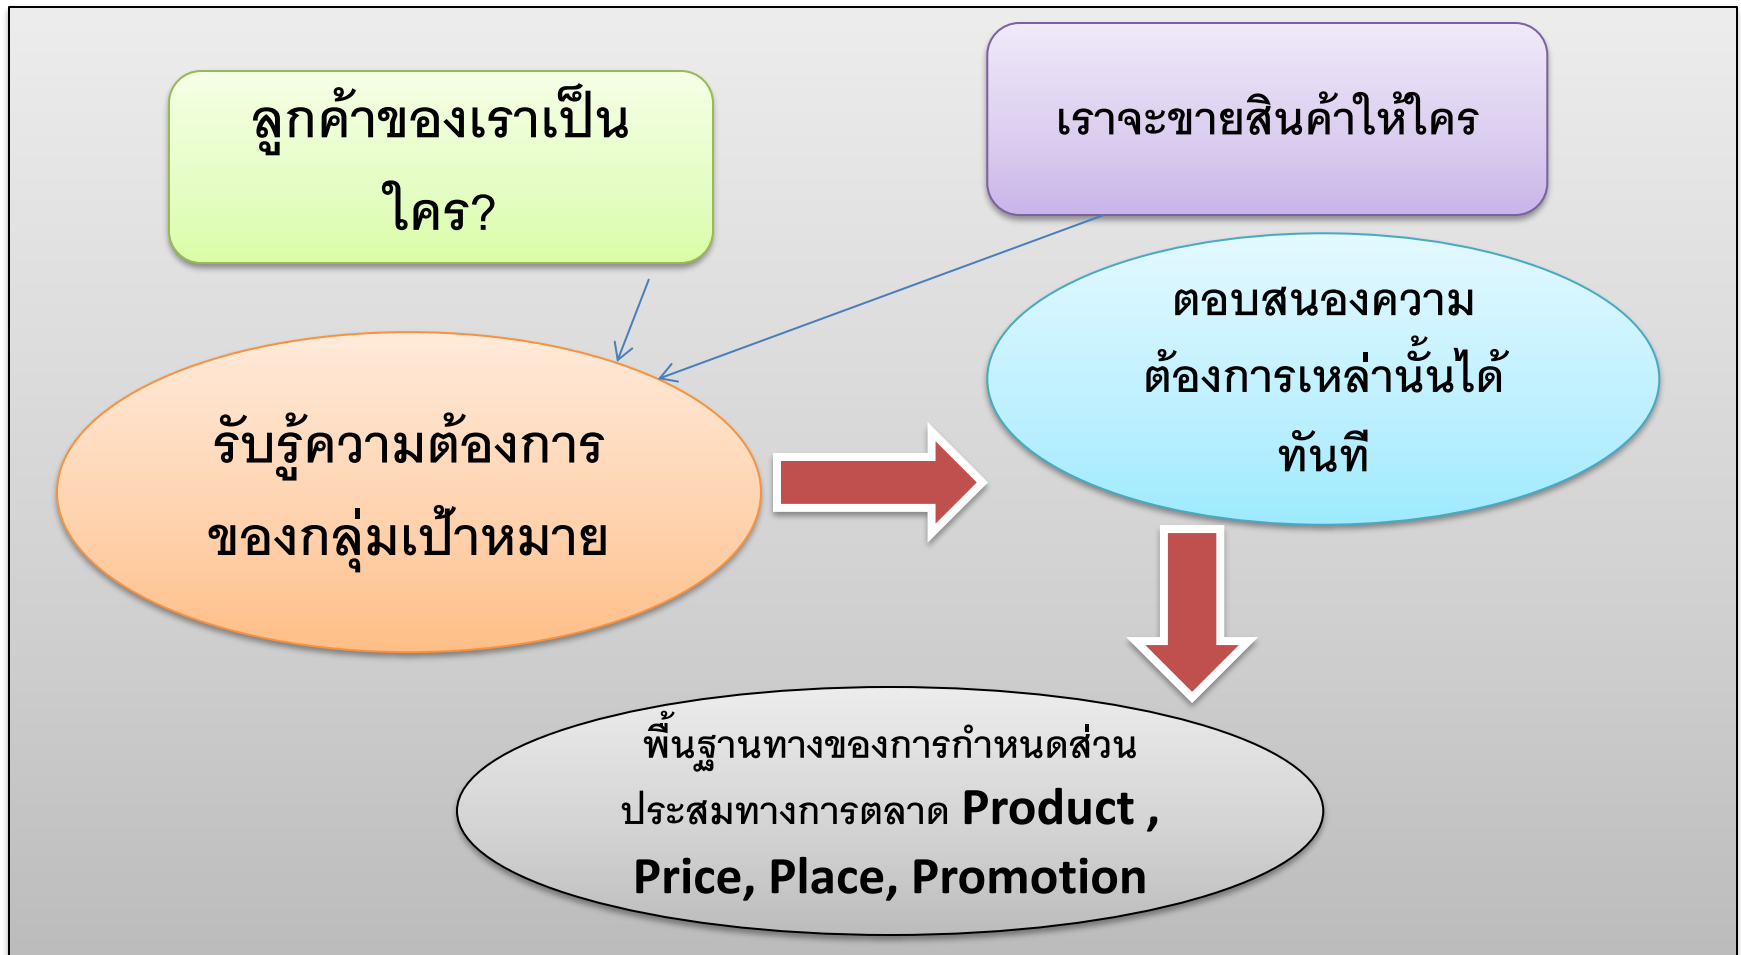 ลูกค้าของเราเป็น
ใคร?
เราจะขายสินค้าให้ใคร
ตอบสนองความ
ต้องการเหล่านั้นได้
ทันที
รับรู้ความต้องการ
ของกลุ่มเป้าหมาย
พื้นฐานทางของการกำหนดส่วน
ประสมทางการตลาด Product ,
Price, Place, Promotion